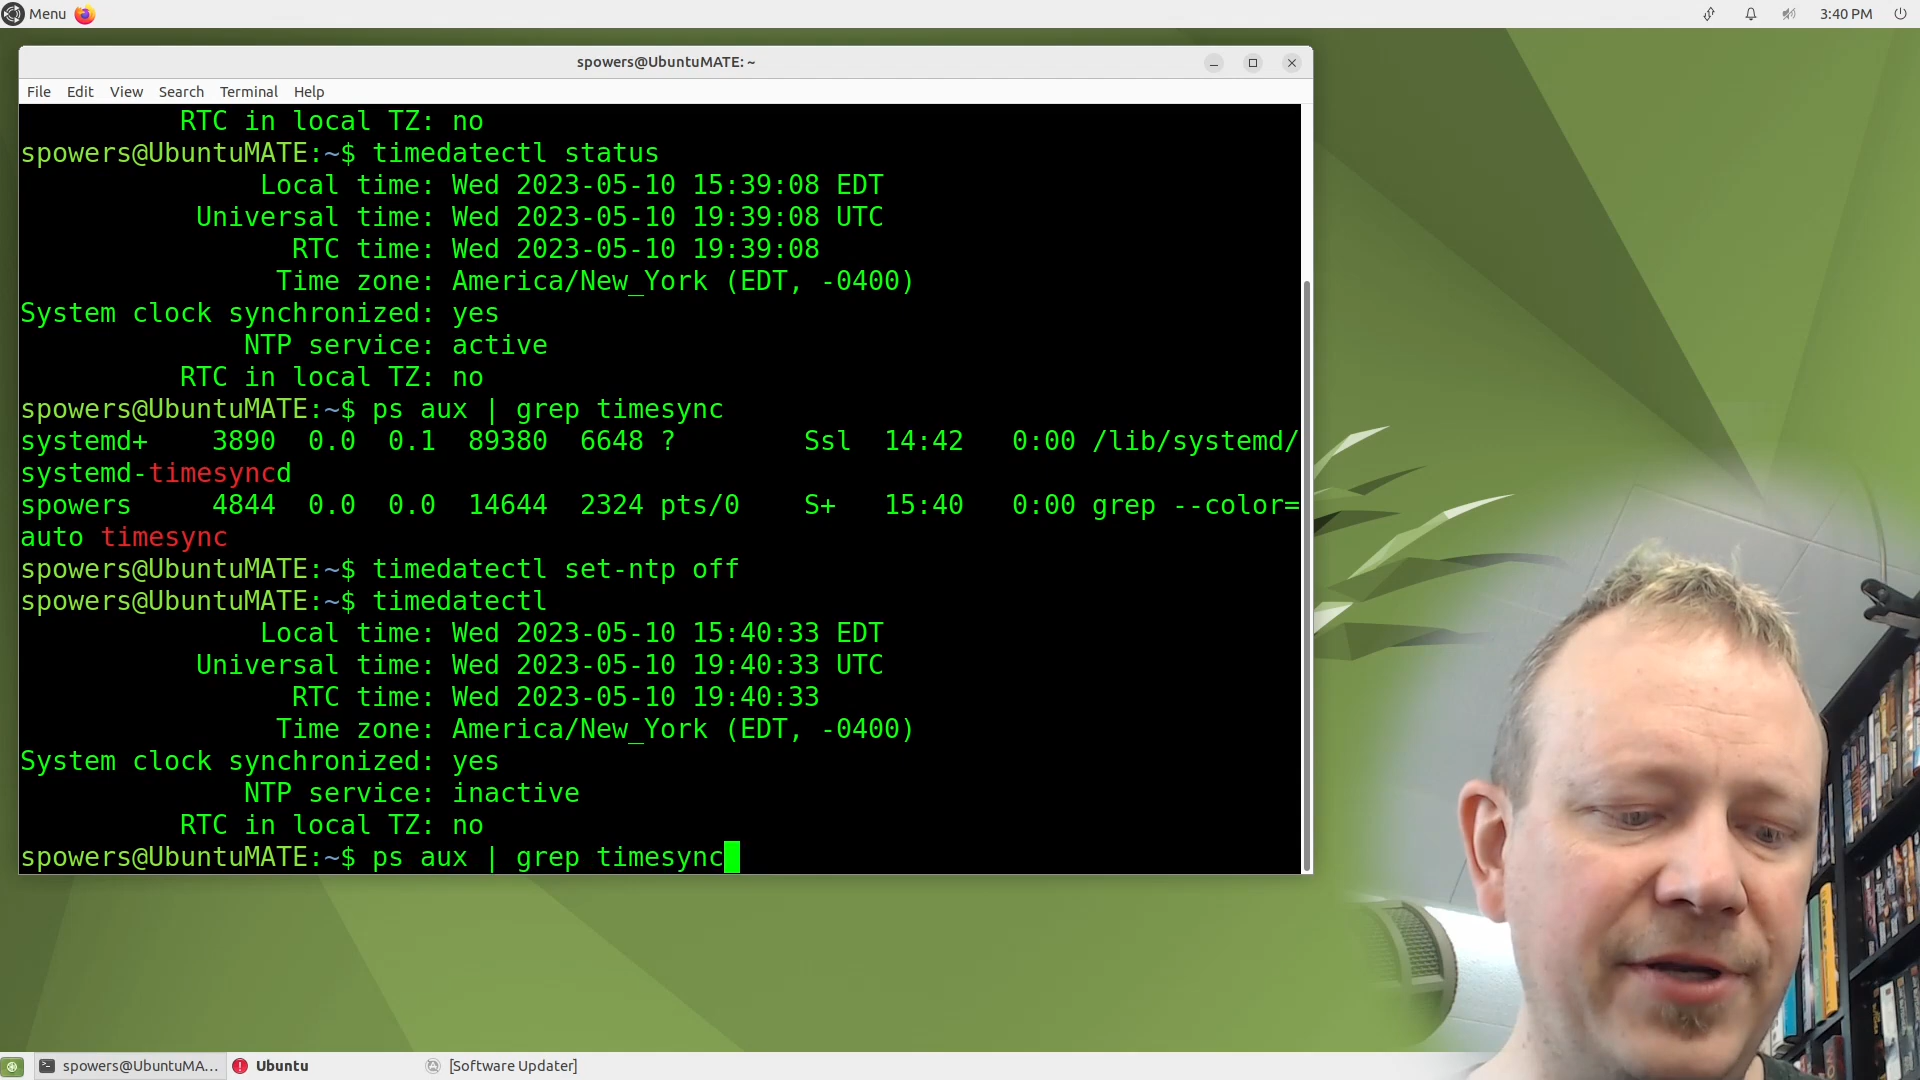 Menu
3:40 PM
spowers@UbuntuMATE: ~
File Edit View Search Terminal Help
RTC in local TZ: no
spowers@UbuntuMATE:~$ timedatectl status
Local time: Wed 2023-05-10 15:39:08 EDT
Universal time: Wed 2023-05-10 19:39:08 UTC
RTC time: Wed 2023-05-10 19:39:08
Time zone: America/New_York (EDT, -0400)
System clock synchronized: yes
NTP service: active
RTC in local TZ: no
spowers@UbuntuMATE:~$ ps aux | grep timesync
systemd+    3890  0.0  0.1  89380  6648 ?        Ssl  14:42   0:00 /lib/systemd/
systemd-timesyncd
spowers     4844  0.0  0.0  14644  2324 pts/0    S+   15:40   0:00 grep --color=
auto timesync
spowers@UbuntuMATE:~$ timedatectl set-ntp off
spowers@UbuntuMATE:~$ timedatectl
Local time: Wed 2023-05-10 15:40:33 EDT
Universal time: Wed 2023-05-10 19:40:33 UTC
RTC time: Wed 2023-05-10 19:40:33
Time zone: America/New_York (EDT, -0400)
System clock synchronized: yes
NTP service: inactive
RTC in local TZ: no
spowers@UbuntuMATE:~$ ps aux | grep timesync
spowers@UbuntuMA... Ubuntu [Software Updater]